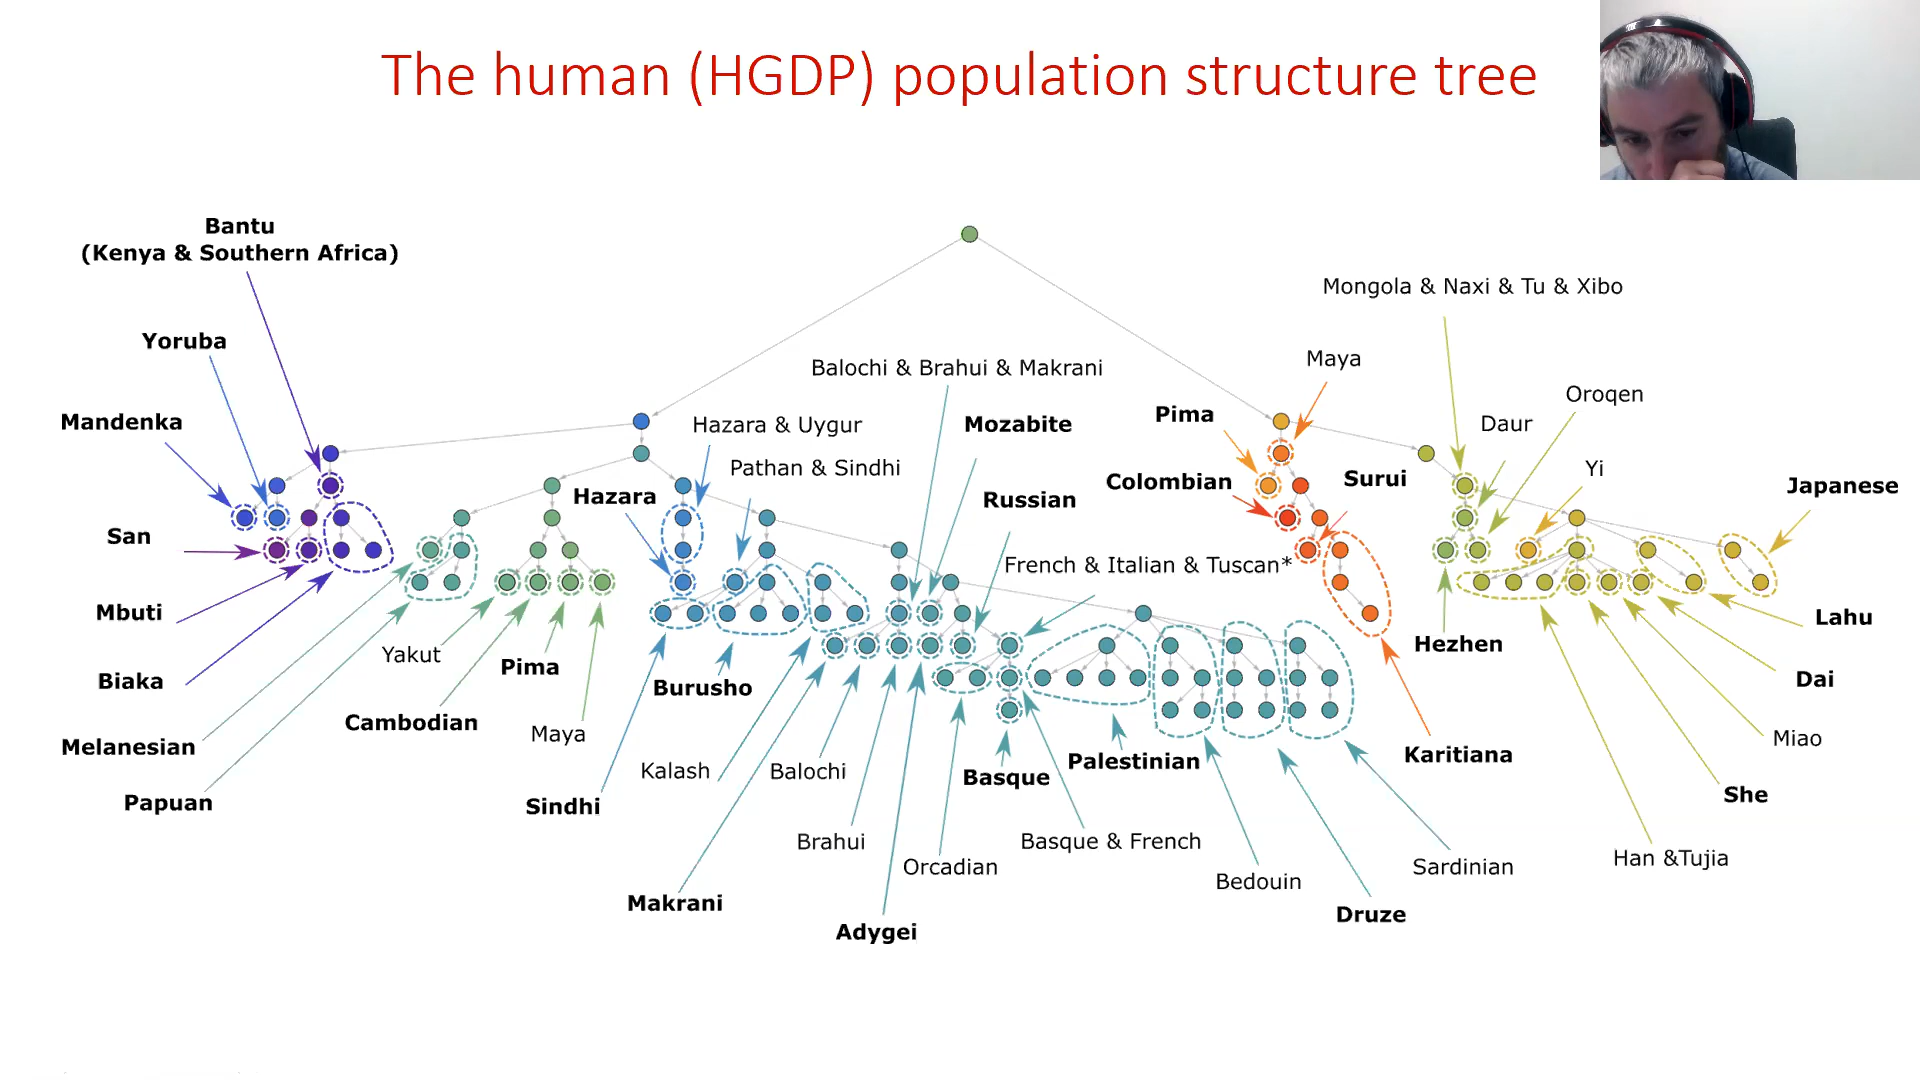 The human (HGDP) population structure tree
Bantu
(Kenya & Southern Africa)
Mongola & Naxi & Tu & Xibo
Yoruba
Maya
Balochi & Brahui & Makrani
Oroqen
Pima
Mandenka
Hazara & Uygur
Mozabite
Daur
Pathan & Sindhi
Yi
Surui
Colombian
Japanese
Hazara
Russian
San
French & Italian & Tuscan*
Mbuti
Lahu
Hezhen
Yakut
Pima
Biaka
Burusho
Dai
Cambodian
Maya
Miao
Melanesian
Karitiana
Palestinian
Kalash
Balochi
Basque
She
Papuan
Sindhi
Brahui
Basque & French
Han &Tujia
Orcadian
Sardinian
Bedouin
Makrani
Druze
Adygei